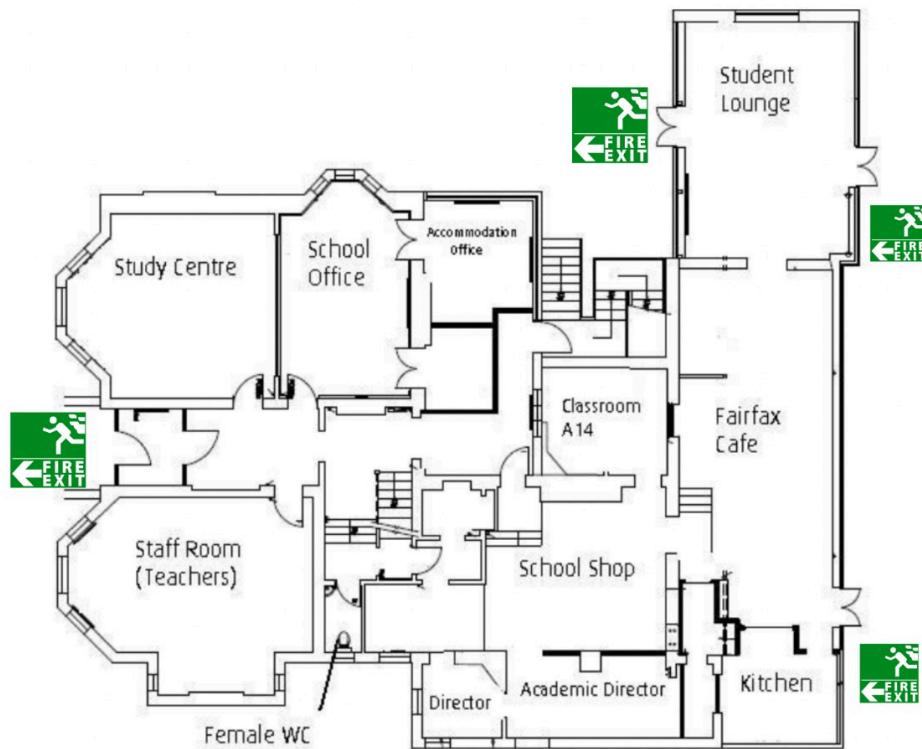 Student
Lounge
FIRE
EXIT
Accommodation
Office
School
Office
Study Centre
FIRE
EXIT
Classroom
A14
Fairfax
Cafe
FIRE
EXIT
Staff Room
(Teachers)
School Shop
Kitchen
FIRE
EXIT
Director
Academic Director
Female WC